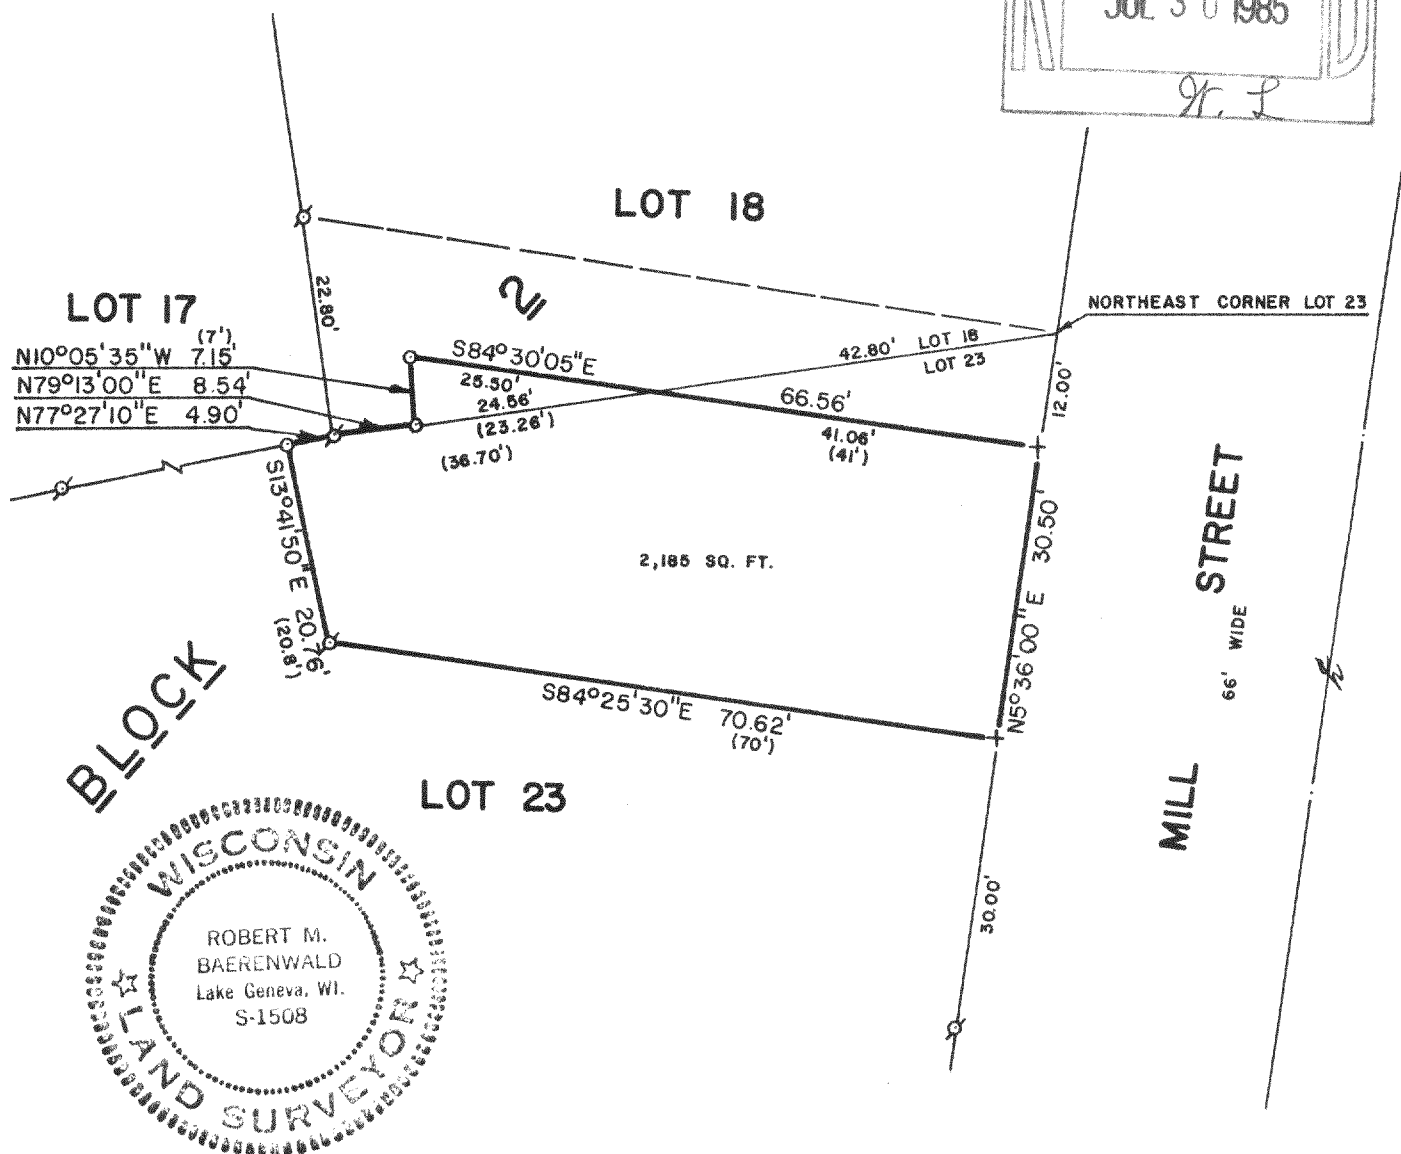 JUL 30 1985
W. L
LOT 18
LOT 17
2
22.80'
NORTHEAST CORNER LOT 23
(7')
N10°05'35"W 7.15'
N79°13'00"E 8.54'
N77°27'10"E 4.90'
S84°30'05"E
66.56'
25.50'
24.56'
(23.26')
(36.70')
42.80' LOT 18
LOT 23
41.06'
(41')
12.00'
S13°41'50"E 20.76'
(20.8')
2,185 SQ. FT.
N5°36'00"E 30.50'
MILL STREET
66' WIDE
S84°25'30"E 70.62'
(70')
BLOCK
LOT 23
30.00'
WISCONSIN
ROBERT M.
BAERENWALD
Lake Geneva, WI.
S-1508
LAND SURVEYOR